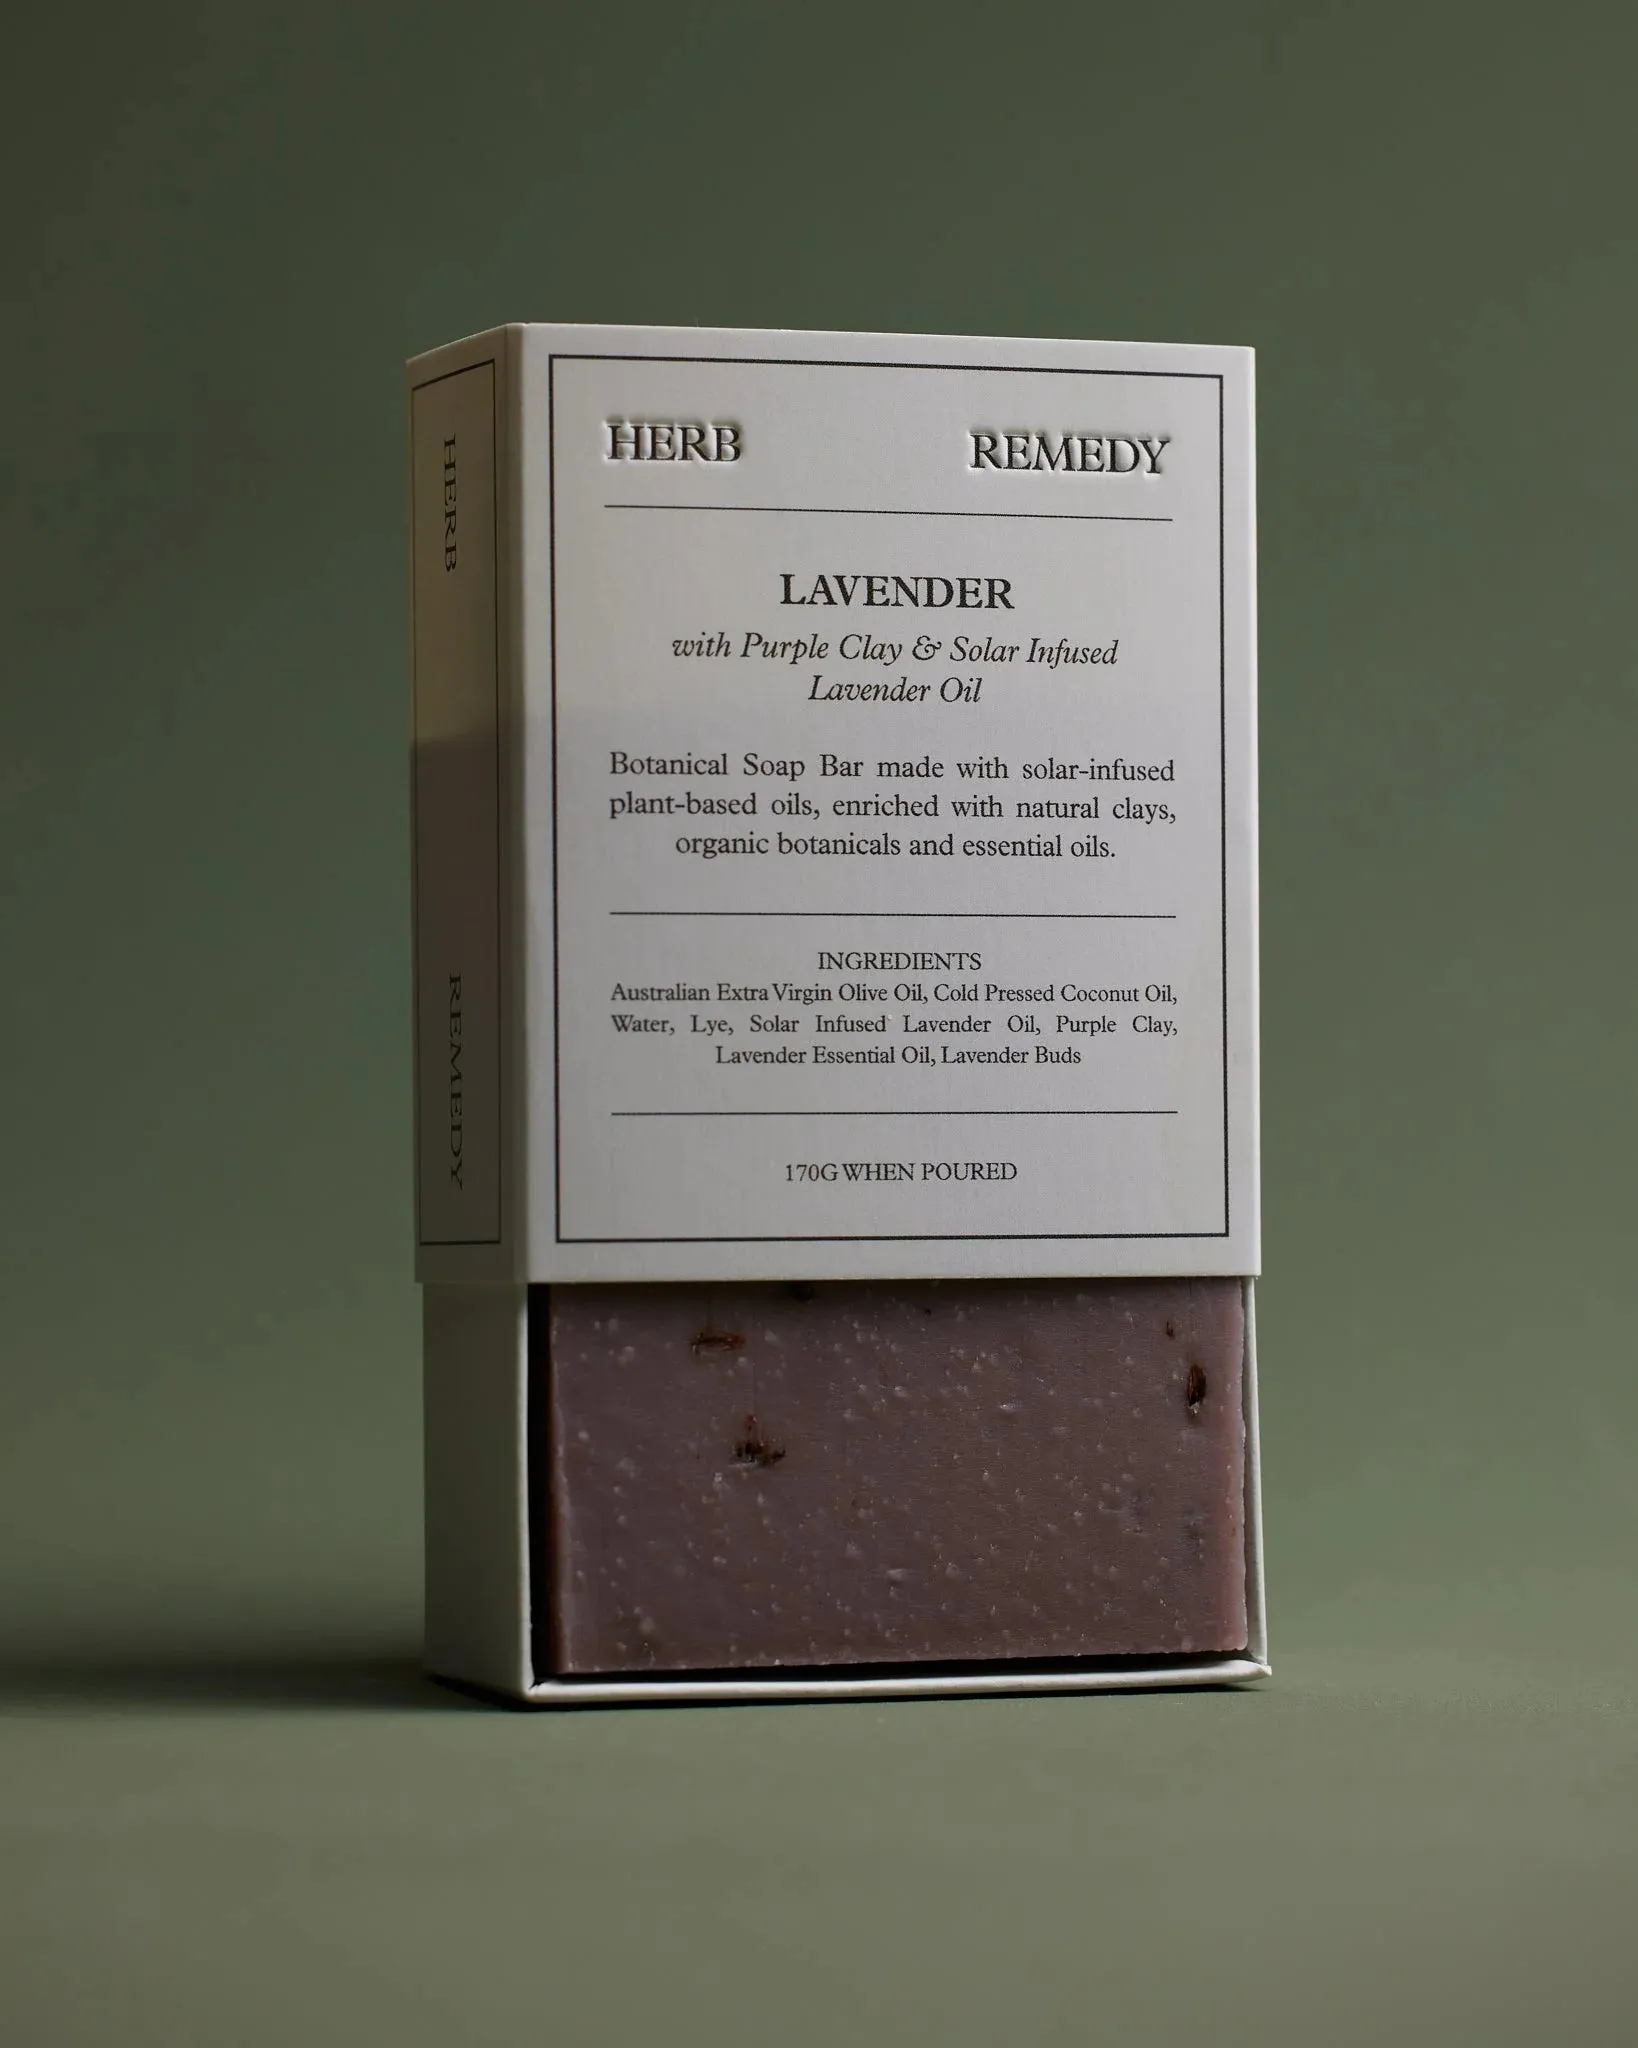 HERB REMEDY
LAVENDER
with Purple Clay & Solar Infused
Lavender Oil
Botanical Soap Bar made with solar-infused
plant-based oils, enriched with natural clays,
organic botanicals and essential oils.
INGREDIENTS
Australian Extra Virgin Olive Oil, Cold Pressed Coconut Oil,
Water, Lye, Solar Infused Lavender Oil, Purple Clay,
Lavender Essential Oil, Lavender Buds
170G WHEN POURED
HERB REMEDY